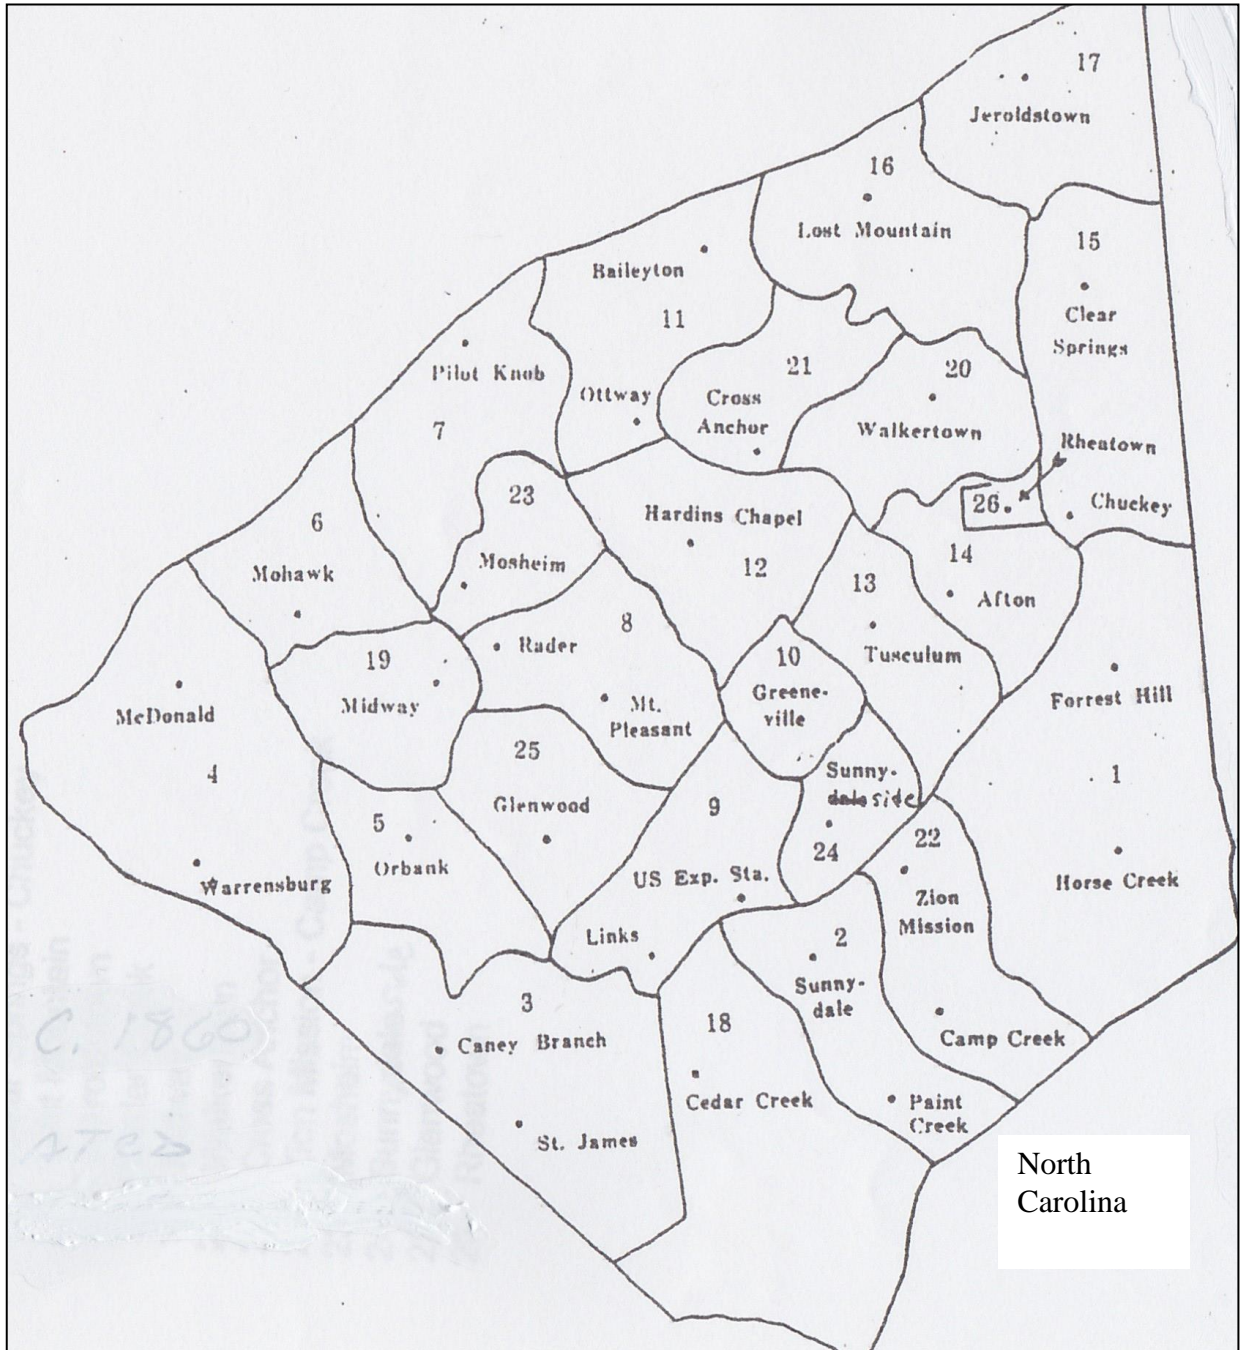 17
Jeroldstown
16
Lost Mountain
15
Clear
Springs
Baileyton
11
Ottway
21
Cross
Anchor
20
Walkertown
Rheatown
26
Chuckey
Pilot Knob
7
23
Mosheim
Hardins Chapel
12
14
Afton
13
Tusculum
6
Mohawk
8
Rader
Mt.
Pleasant
10
Greene-
ville
19
Midway
McDonald
4
Warrensburg
Forrest Hill
1
Horse Creek
25
Glenwood
5
Orbank
9
US Exp. Sta.
Links
Sunny-
side
24
22
Zion
Mission
Camp Creek
2
Sunny-
dale
Paint
Creek
3
Caney Branch
St. James
18
Cedar Creek
North
Carolina
C. 1860